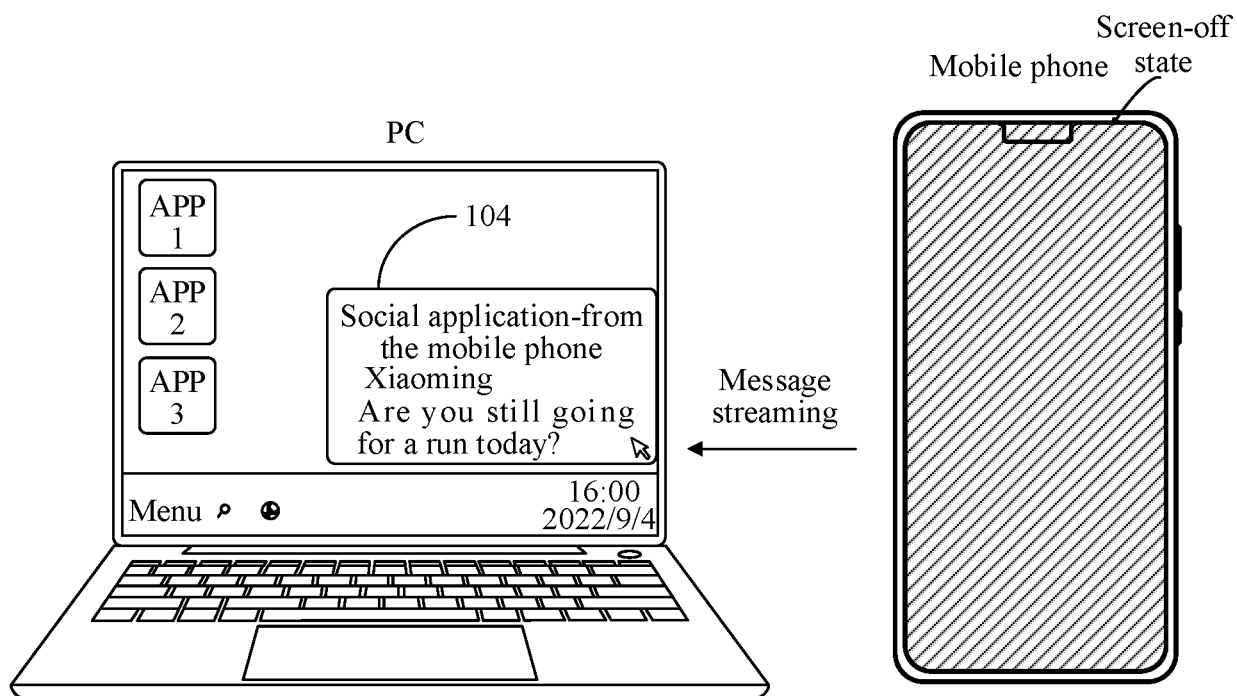 Screen-off
state
Mobile phone
PC
APP
1
104
APP
2
APP
3
Social application-from
the mobile phone
Xiaoming
Are you still going
for a run today?
Message
streaming
Menu
16:00
2022/9/4